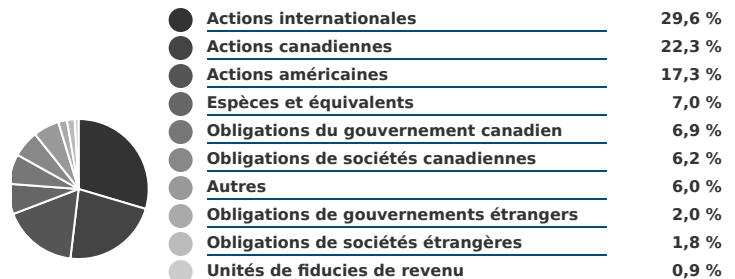 Actions internationales 29,6 %
Actions canadiennes 22,3 %
Actions américaines 17,3 %
Espèces et équivalents 7,0 %
Obligations du gouvernement canadien 6,9 %
Obligations de sociétés canadiennes 6,2 %
Autres 6,0 %
Obligations de gouvernements étrangers 2,0 %
Obligations de sociétés étrangères 1,8 %
Unités de fiducies de revenu 0,9 %